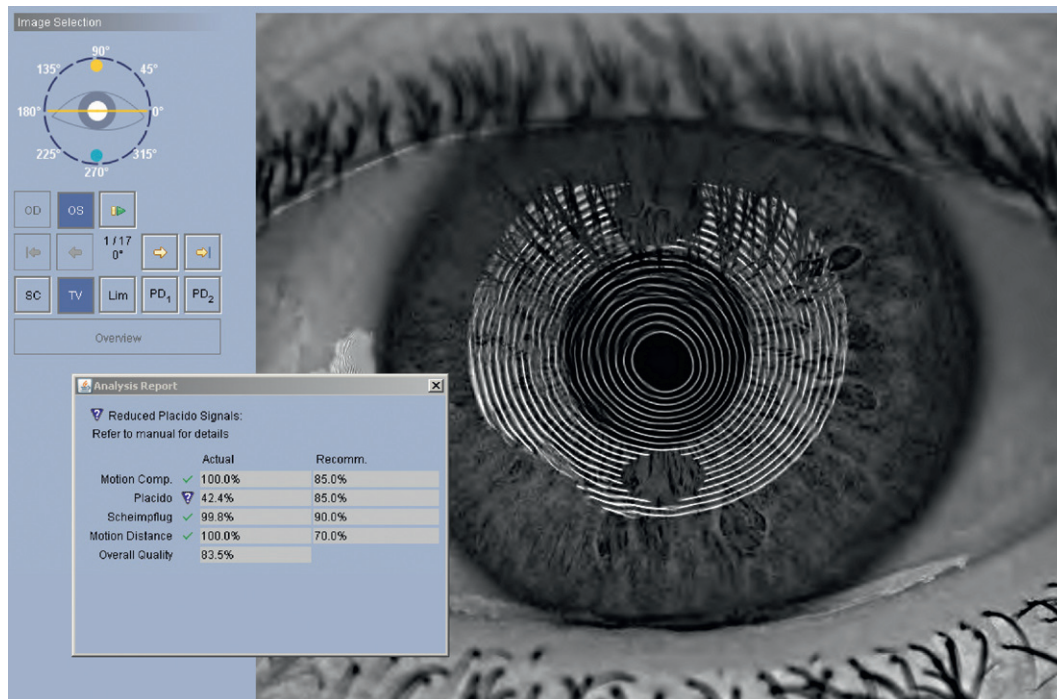 Image Selection
90°
135° 45°
180° 0°
225° 315°
270°
OD OS
1 / 17
0°
SC TV Lim PD1 PD2
Overview
Analysis Report
Reduced Placido Signals:
Refer to manual for details
Actual Recomm.
Motion Comp. 100.0% 85.0%
Placido 42.4% 85.0%
Scheimpflug 99.8% 90.0%
Motion Distance 100.0% 70.0%
Overall Quality 83.5%